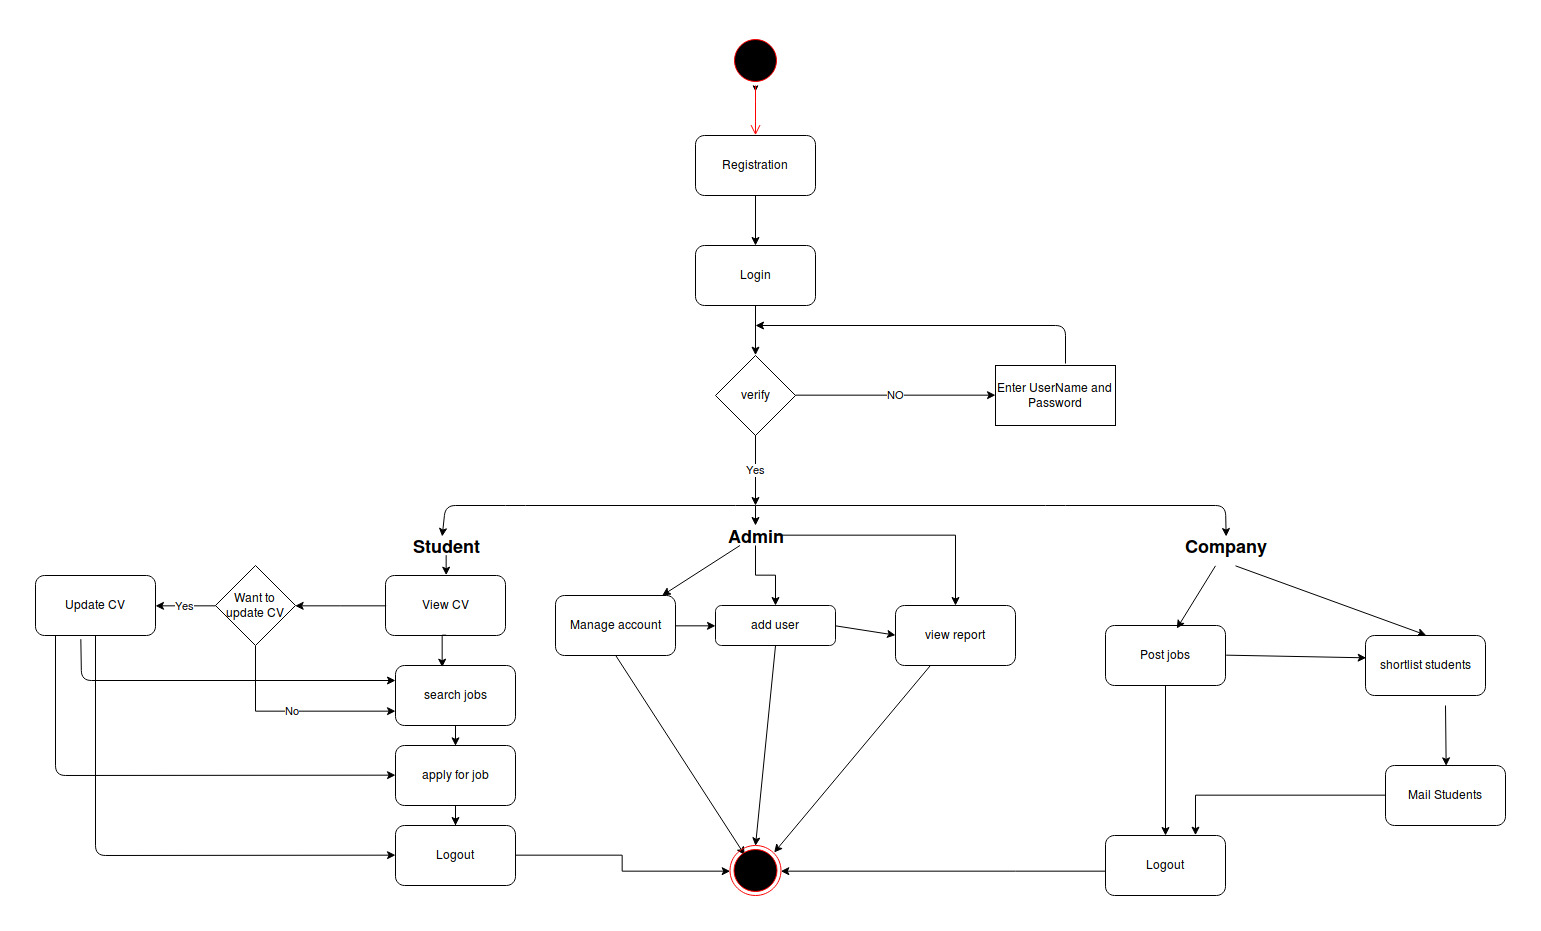 Registration
Login
verify
NO
Enter UserName and
Password
Yes
Student
Admin
Company
Update CV
Yes
Want to
update CV
View CV
Manage account
add user
view report
Post jobs
shortlist students
search jobs
No
apply for job
Mail Students
Logout
Logout